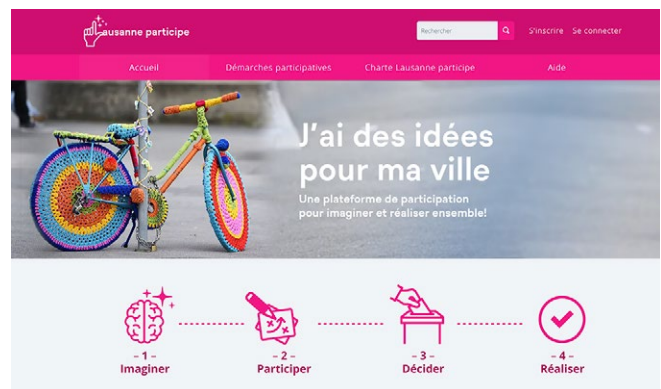 Lausanne participe
Rechercher
S'inscrire Se connecter
Accueil Démarches participatives Charte Lausanne participe Aide
J'ai des idées
pour ma ville
Une plateforme de participation
pour imaginer et réaliser ensemble!
– 1 –
Imaginer
– 2 –
Participer
– 3 –
Décider
– 4 –
Réaliser